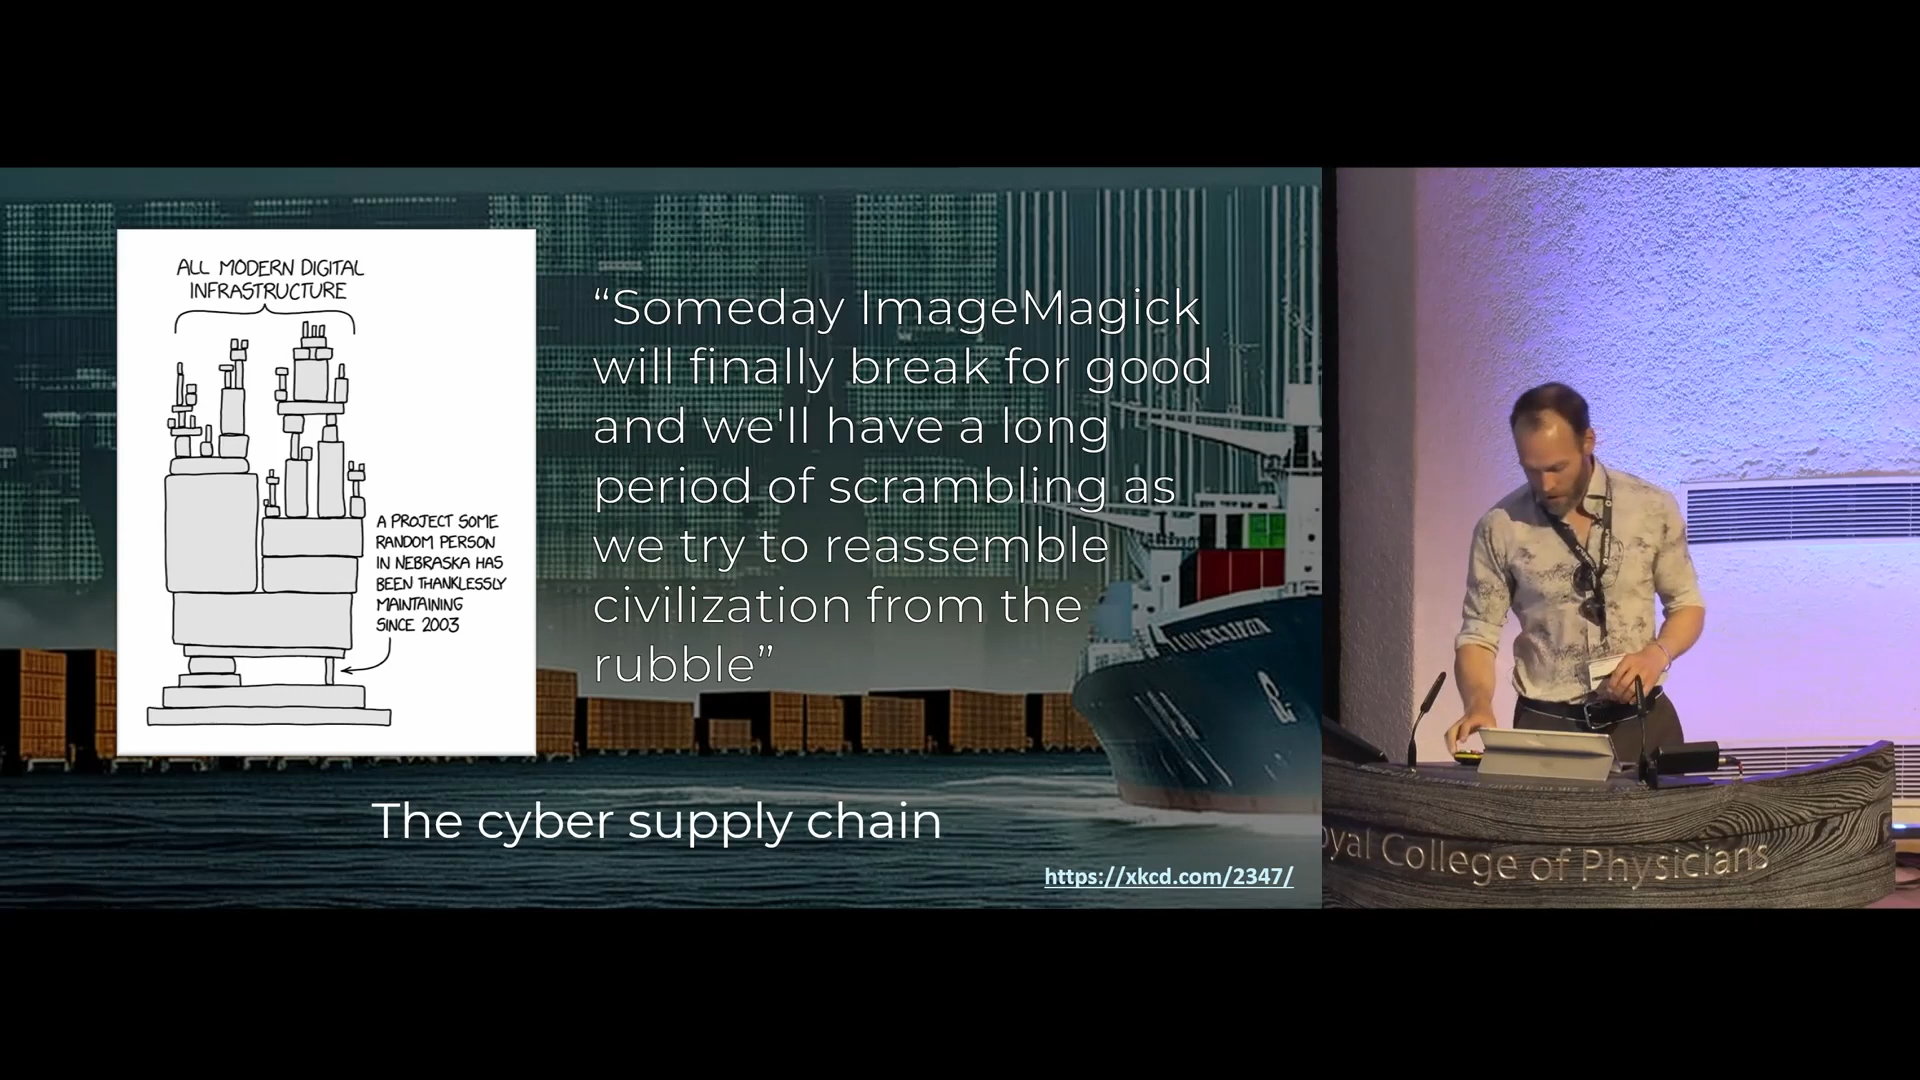 ALL MODERN DIGITAL
INFRASTRUCTURE
A PROJECT SOME
RANDOM PERSON
IN NEBRASKA HAS
BEEN THANKLESSLY
MAINTAINING
SINCE 2003
“Someday ImageMagick
will finally break for good
and we'll have a long
period of scrambling as
we try to reassemble
civilization from the
rubble”
The cyber supply chain
https://xkcd.com/2347/
oyal College of Physicians